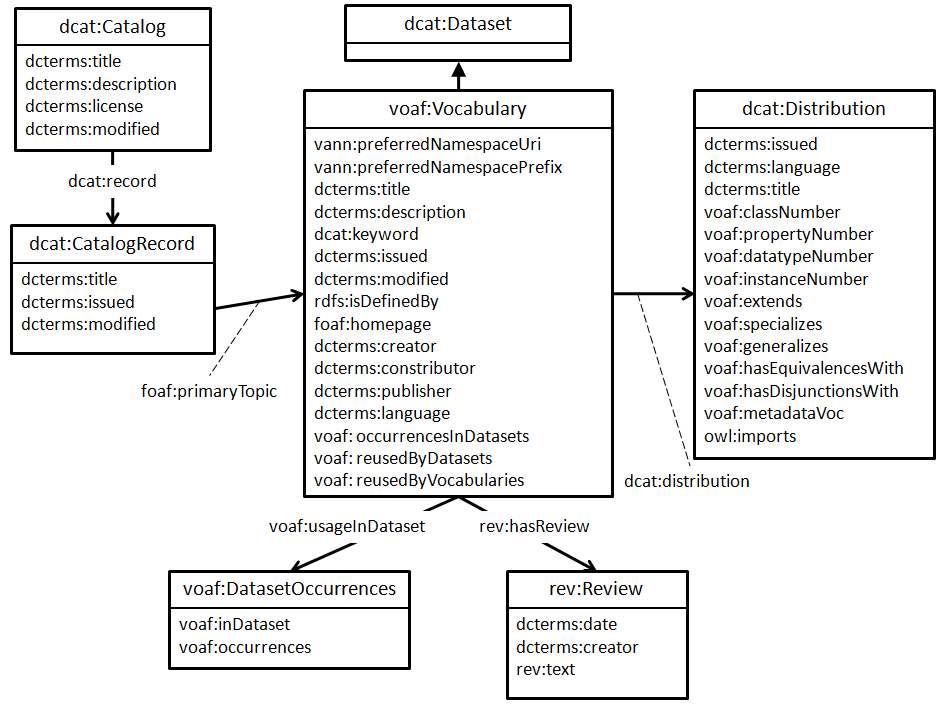 dcat:Catalog
dcterms:title
dcterms:description
dcterms:license
dcterms:modified
dcat:record
dcat:CatalogRecord
dcterms:title
dcterms:issued
dcterms:modified
foaf:primaryTopic
dcat:Dataset
voaf:Vocabulary
vann:preferredNamespaceUri
vann:preferredNamespacePrefix
dcterms:title
dcterms:description
dcat:keyword
dcterms:issued
dcterms:modified
rdfs:isDefinedBy
foaf:homepage
dcterms:creator
dcterms:constributor
dcterms:publisher
dcterms:language
voaf: occurrencesInDatasets
voaf: reusedByDatasets
voaf: reusedByVocabularies
dcat:Distribution
dcterms:issued
dcterms:language
dcterms:title
voaf:classNumber
voaf:propertyNumber
voaf:datatypeNumber
voaf:instanceNumber
voaf:extends
voaf:specializes
voaf:generalizes
voaf:hasEquivalencesWith
voaf:hasDisjunctionsWith
voaf:metadataVoc
owl:imports
dcat:distribution
voaf:usageInDataset
rev:hasReview
voaf:DatasetOccurrences
voaf:inDataset
voaf:occurrences
rev:Review
dcterms:date
dcterms:creator
rev:text